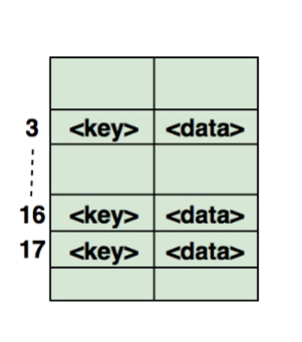 3 <key> <data>
16 <key> <data>
17 <key> <data>